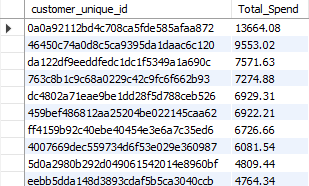 customer_unique_id Total_Spend
0a0a92112bd4c708ca5fde585afaa872 13664.08
46450c74a0d8c5ca9395da1daac6c120 9553.02
da122df9eeddfedc1dc1f5349a1a690c 7571.63
763c8b1c9c68a0229c42c9fc6f662b93 7274.88
dc4802a71eae9be1dd28f5d788ceb526 6929.31
459bef486812aa25204be022145caa62 6922.21
ff4159b92c40ebe40454e3e6a7c35ed6 6726.66
4007669dec559734d6f53e029e360987 6081.54
5d0a2980b292d049061542014e8960bf 4809.44
eebb5dda148d3893cdaf5b5ca3040ccb 4764.34